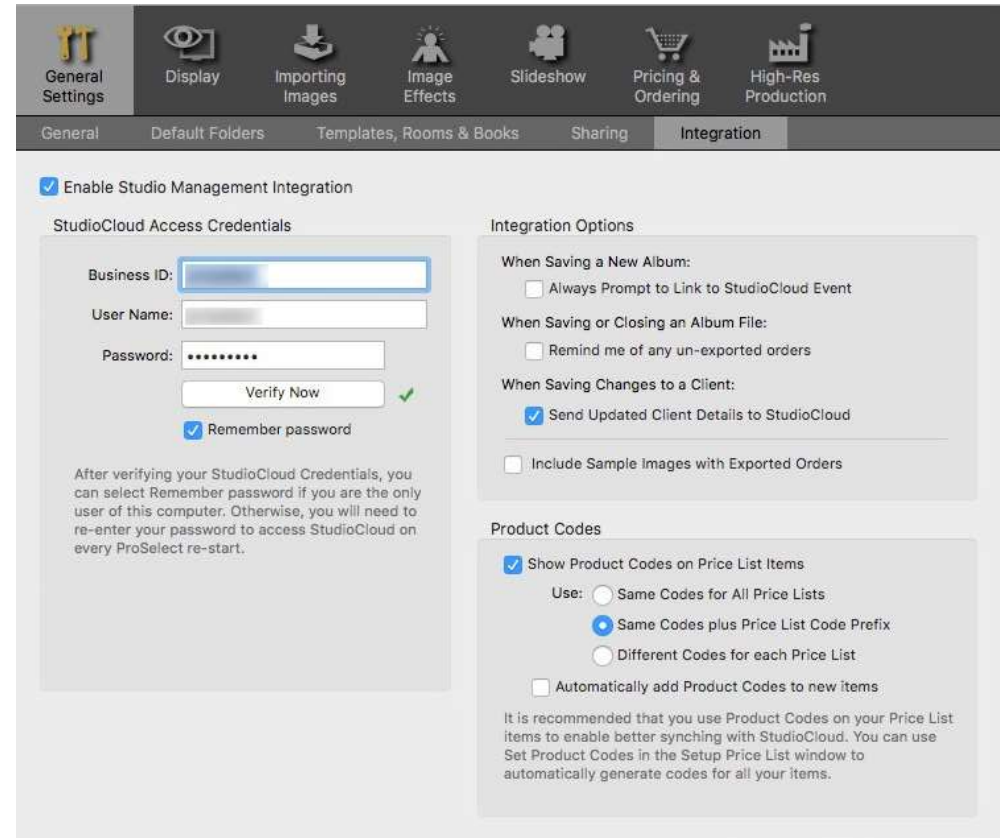 General Settings
Display
Importing Images
Image Effects
Slideshow
Pricing & Ordering
High-Res Production
General
Default Folders
Templates, Rooms & Books
Sharing
Integration
Enable Studio Management Integration
StudioCloud Access Credentials
Business ID:
User Name:
Password: •••••••••
Verify Now
Remember password
After verifying your StudioCloud Credentials, you
can select Remember password if you are the only
user of this computer. Otherwise, you will need to
re-enter your password to access StudioCloud on
every ProSelect re-start.
Integration Options
When Saving a New Album:
Always Prompt to Link to StudioCloud Event
When Saving or Closing an Album File:
Remind me of any un-exported orders
When Saving Changes to a Client:
Send Updated Client Details to StudioCloud
Include Sample Images with Exported Orders
Product Codes
Show Product Codes on Price List Items
Use: Same Codes for All Price Lists
Same Codes plus Price List Code Prefix
Different Codes for each Price List
Automatically add Product Codes to new items
It is recommended that you use Product Codes on your Price List
items to enable better synching with StudioCloud. You can use
Set Product Codes in the Setup Price List window to
automatically generate codes for all your items.